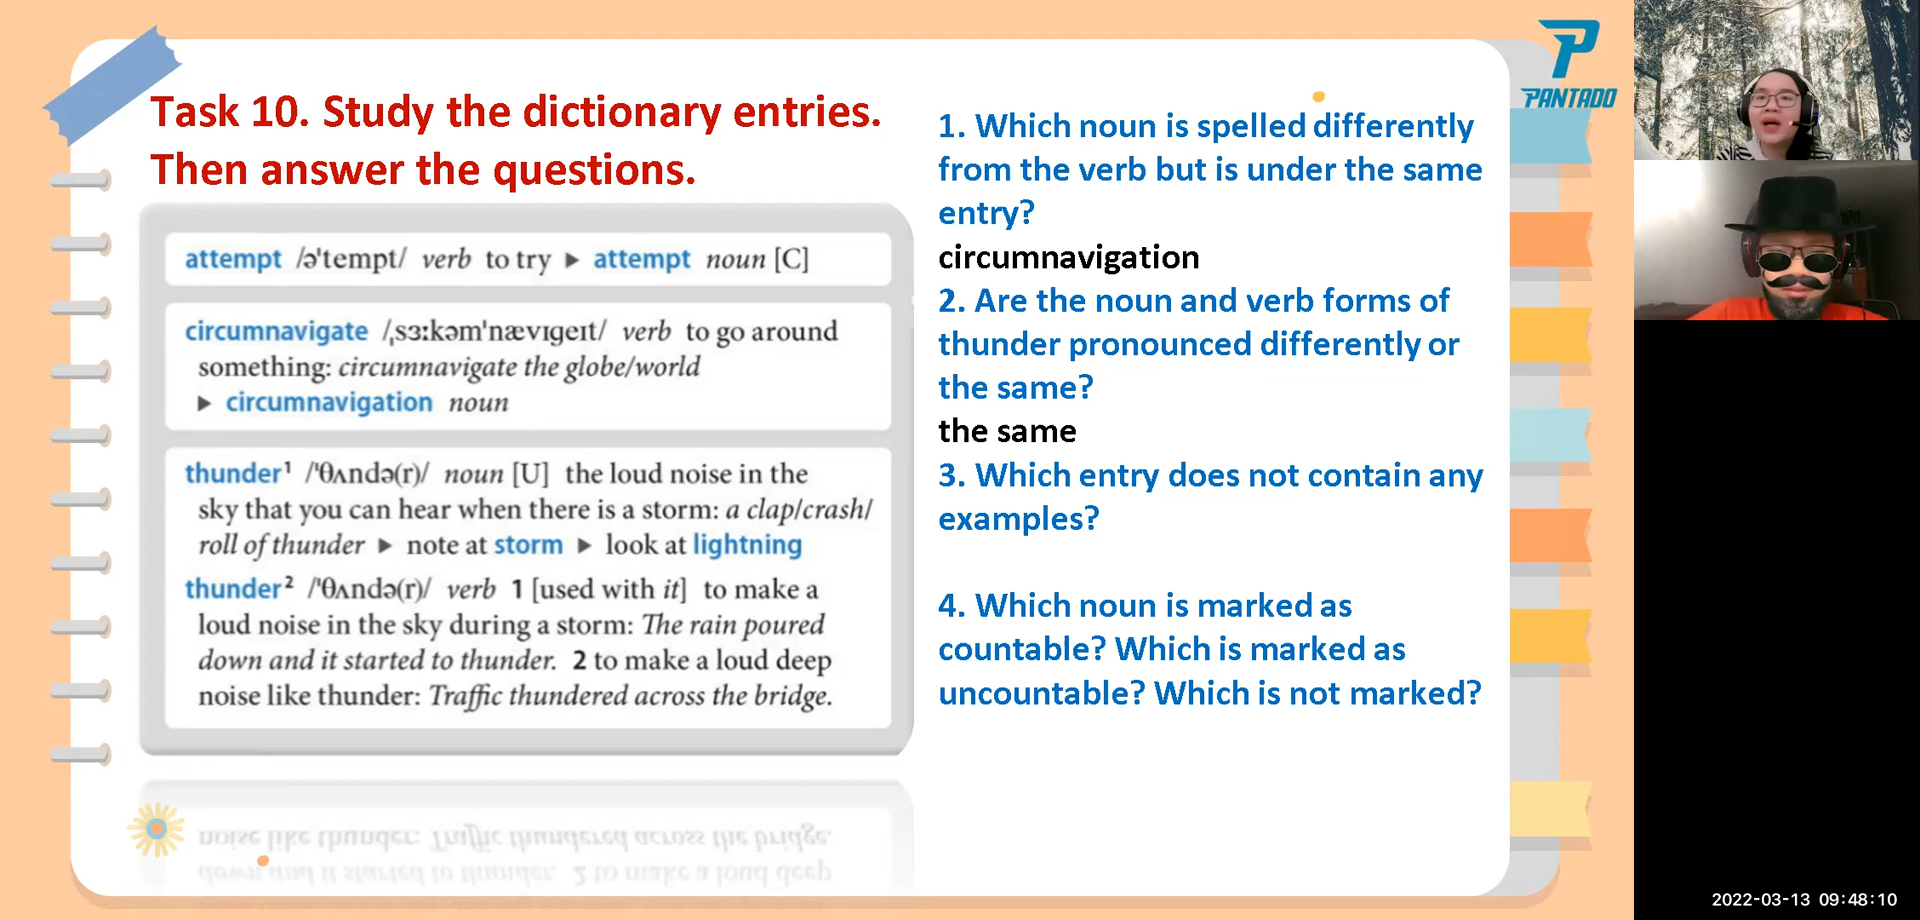 Task 10. Study the dictionary entries.
Then answer the questions.
attempt /ə'tempt/ verb to try ▶ attempt noun [C]
circumnavigate /ˌsɜːkəm'nævɪgeɪt/ verb to go around
something: circumnavigate the globe/world
▶ circumnavigation noun
thunder¹ /'θʌndə(r)/ noun [U] the loud noise in the
sky that you can hear when there is a storm: a clap/crash/
roll of thunder ▶ note at storm ▶ look at lightning
thunder² /'θʌndə(r)/ verb 1 [used with it] to make a
loud noise in the sky during a storm: The rain poured
down and it started to thunder. 2 to make a loud deep
noise like thunder: Traffic thundered across the bridge.
1. Which noun is spelled differently
from the verb but is under the same
entry?
circumnavigation
2. Are the noun and verb forms of
thunder pronounced differently or
the same?
the same
3. Which entry does not contain any
examples?
4. Which noun is marked as
countable? Which is marked as
uncountable? Which is not marked?
PANTADO
2022-03-13 09:48:10